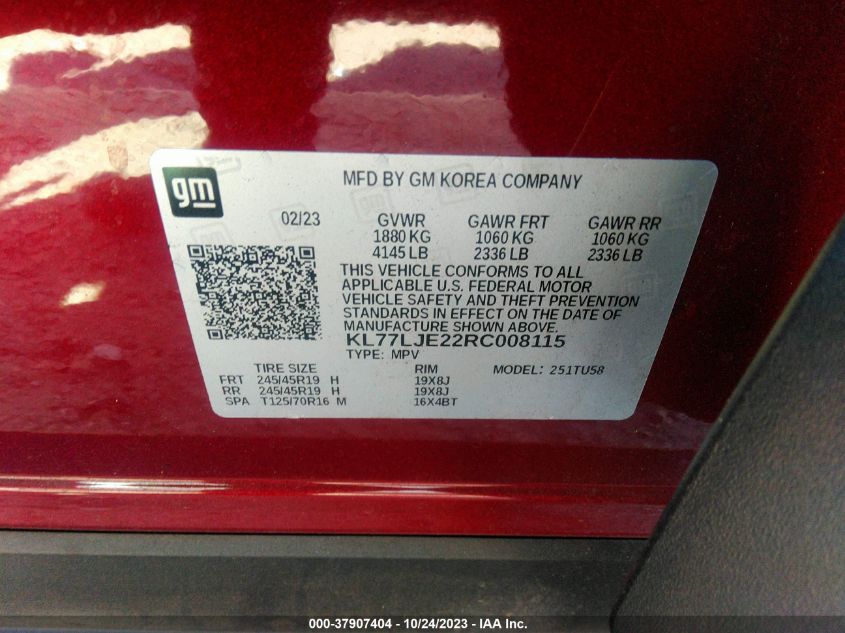 gm
MFD BY GM KOREA COMPANY
02/23 GVWR GAWR FRT GAWR RR
1880 KG 1060 KG 1060 KG
4145 LB 2336 LB 2336 LB
THIS VEHICLE CONFORMS TO ALL
APPLICABLE U.S. FEDERAL MOTOR
VEHICLE SAFETY AND THEFT PREVENTION
STANDARDS IN EFFECT ON THE DATE OF
MANUFACTURE SHOWN ABOVE.
KL77LJE22RC008115
TYPE: MPV
TIRE SIZE RIM MODEL: 251TU58
FRT 245/45R19 H 19X8J
RR 245/45R19 H 19X8J
SPA T125/70R16 M 16X4BT
000-37907404 - 10/24/2023 - IAA Inc.